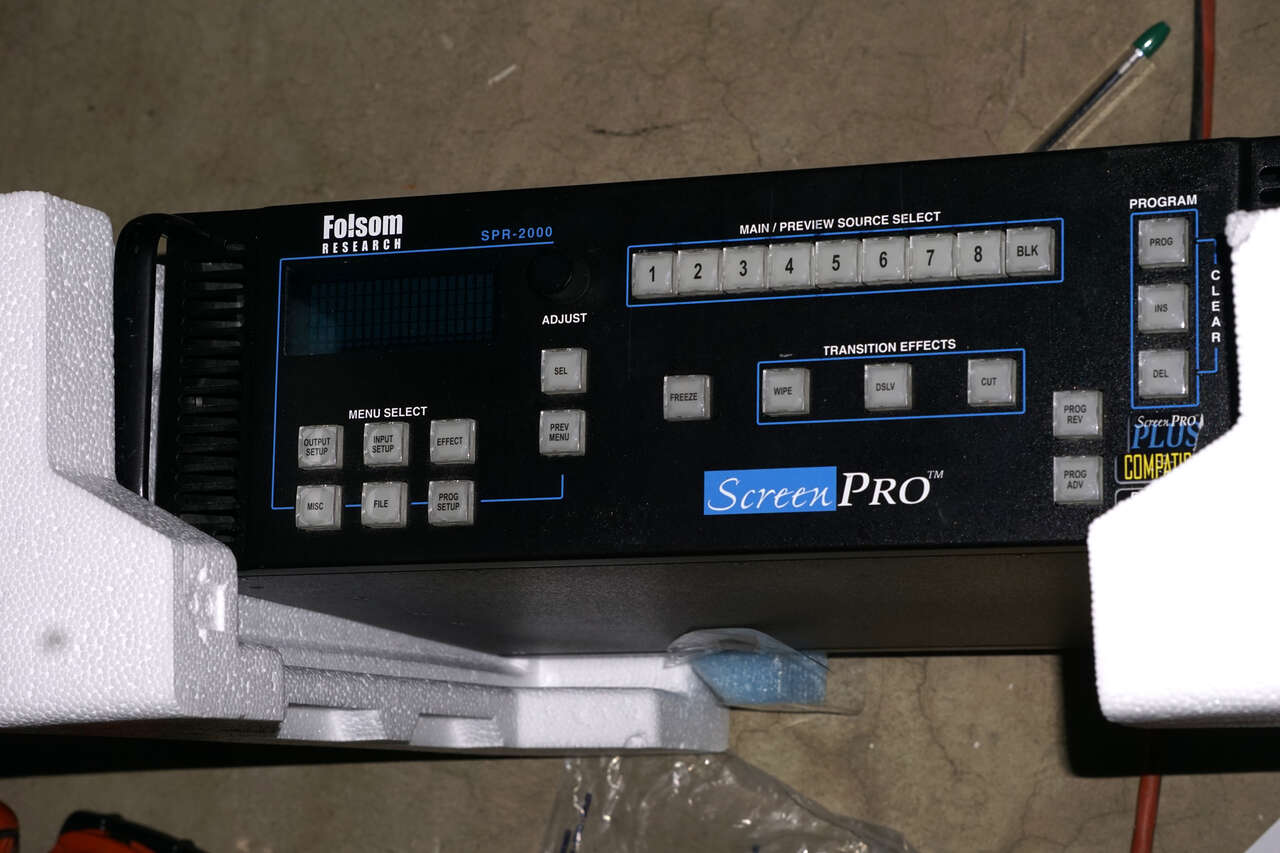 Folsom
RESEARCH
SPR-2000
ADJUST
SEL
PREV
MENU
MENU SELECT
OUTPUT
SETUP
INPUT
SETUP
EFFECT
MISC
FILE
PROG
SETUP
MAIN / PREVIEW SOURCE SELECT
1 2 3 4 5 6 7 8 BLK
FREEZE
TRANSITION EFFECTS
WIPE DSLV CUT
ScreenPRO™
PROG
REV
PROG
ADV
PROGRAM
PROG
INS
DEL
CLEAR
ScreenPRO
PLUS